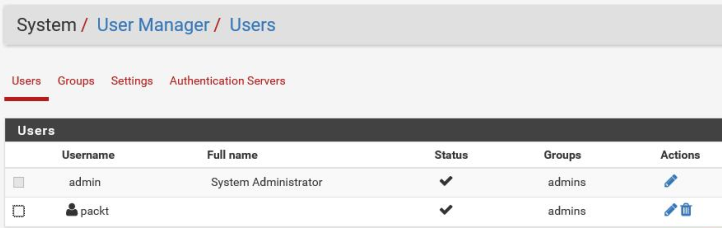 System / User Manager / Users
Users Groups Settings Authentication Servers
Users
Username Full name Status Groups Actions
admin System Administrator admins
packt admins